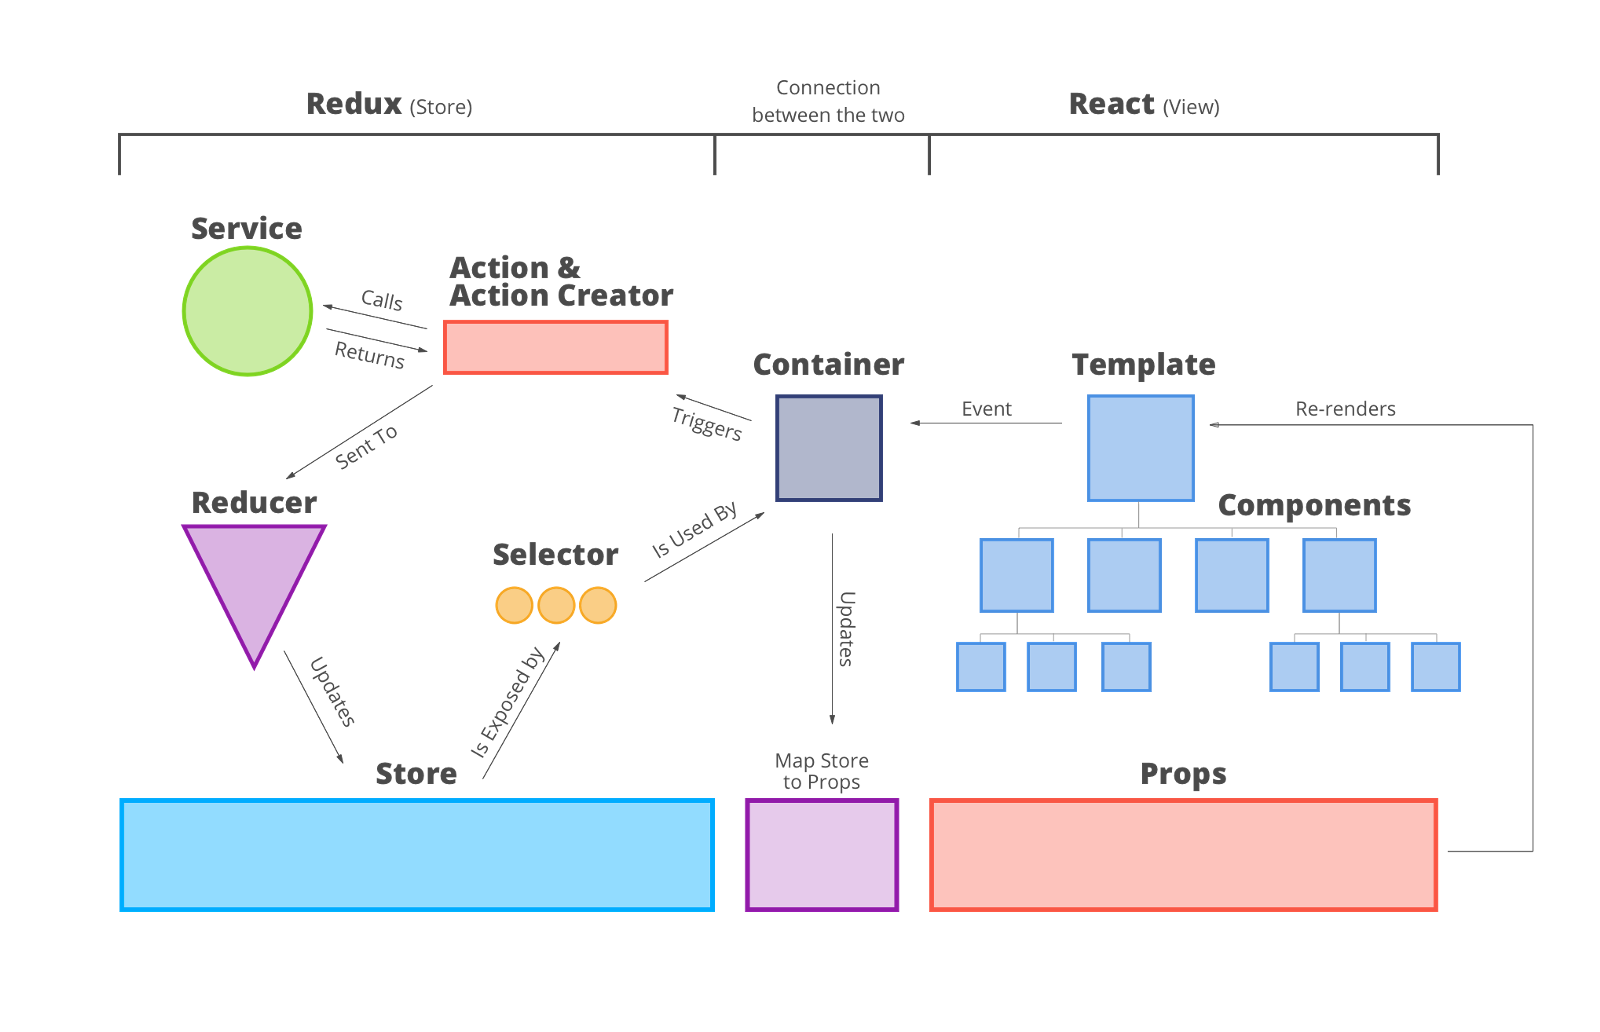 Redux (Store)
Connection
between the two
React (View)
Service
Action &
Action Creator
Calls
Returns
Container
Template
Triggers
Event
Re-renders
Sent To
Reducer
Components
Selector
Is Used By
Updates
Updates
Is Exposed by
Store
Map Store
to Props
Props